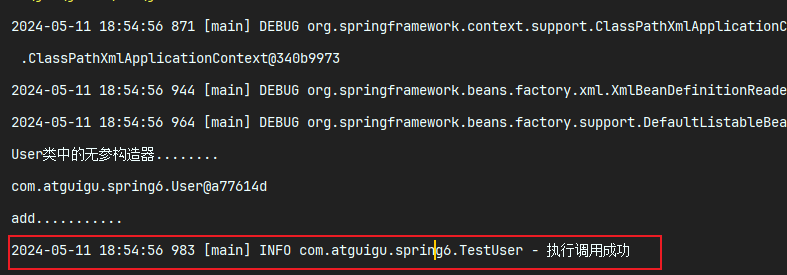 2024-05-11 18:54:56 871 [main] DEBUG org.springframework.context.support.ClassPathXmlApplicationC
.ClassPathXmlApplicationContext@340b9973
2024-05-11 18:54:56 944 [main] DEBUG org.springframework.beans.factory.xml.XmlBeanDefinitionReade
2024-05-11 18:54:56 964 [main] DEBUG org.springframework.beans.factory.support.DefaultListableBea
User类中的无参构造器........
com.atguigu.spring6.User@a77614d
add...........
2024-05-11 18:54:56 983 [main] INFO com.atguigu.spring6.TestUser - 执行调用成功